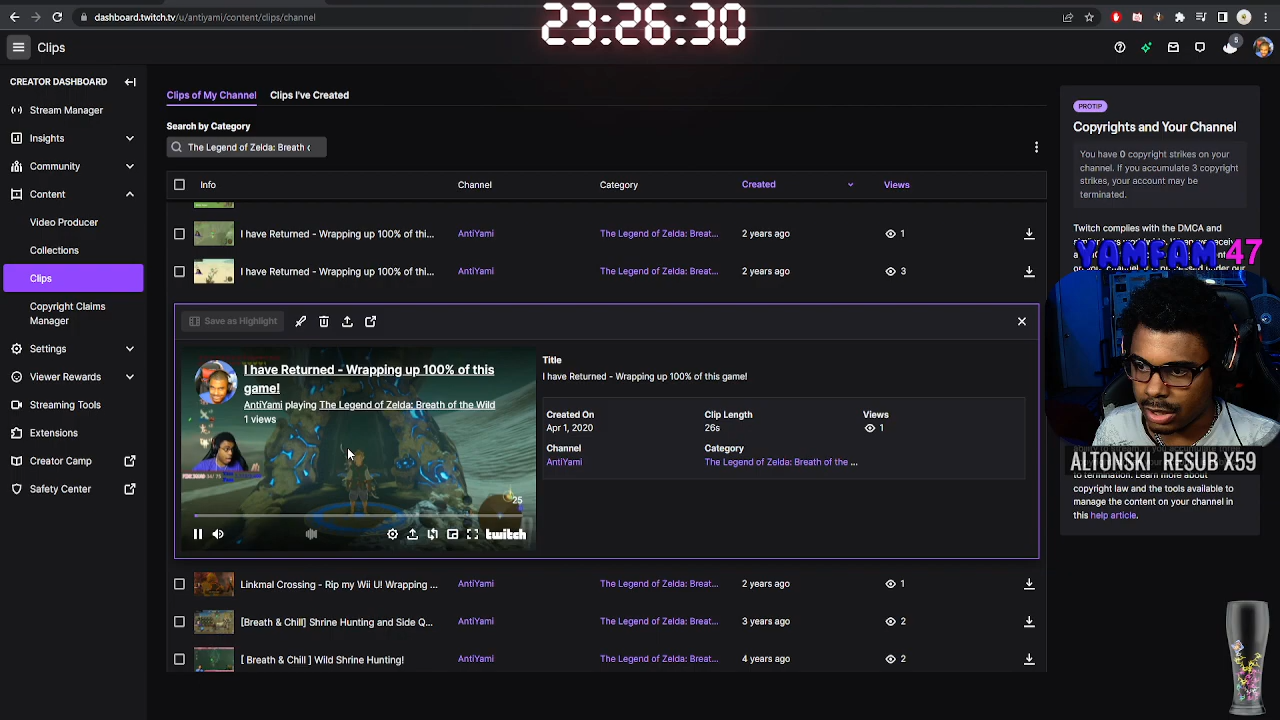 dashboard.twitch.tv/u/antiyami/content/clips/channel
23:26:30
Clips
5
CREATOR DASHBOARD
Stream Manager
Insights
Community
Content
Video Producer
Collections
Clips
Copyright Claims
Manager
Settings
Viewer Rewards
Streaming Tools
Extensions
Creator Camp
Safety Center
Clips of My Channel
Clips I've Created
Search by Category
The Legend of Zelda: Breath
Info
Channel
Category
Created
Views
I have Returned - Wrapping up 100% of thi...
AntiYami
The Legend of Zelda: Breat...
2 years ago
1
I have Returned - Wrapping up 100% of thi...
AntiYami
The Legend of Zelda: Breat...
2 years ago
3
Save as Highlight
I have Returned - Wrapping up 100% of this
game!
AntiYami playing The Legend of Zelda: Breath of the Wild
1 views
25
twitch
Title
I have Returned - Wrapping up 100% of this game!
Created On
Apr 1, 2020
Clip Length
26s
Views
1
Channel
AntiYami
Category
The Legend of Zelda: Breath of the ...
Linkmal Crossing - Rip my Wii U! Wrapping ...
AntiYami
The Legend of Zelda: Breat...
2 years ago
1
[Breath & Chill] Shrine Hunting and Side Q...
AntiYami
The Legend of Zelda: Breat...
3 years ago
2
[ Breath & Chill ] Wild Shrine Hunting!
AntiYami
The Legend of Zelda: Breat...
4 years ago
2
PROTIP
Copyrights and Your Channel
You have 0 copyright strikes on your
channel. If you accumulate 3 copyright
strikes, your account may be
terminated.
Twitch complies with the DMCA and
YAMFAM 47
ALTONSKI RESUB X59
to termination. Learn more about
copyright law and the tools available to
manage the content on your channel in
this help article.